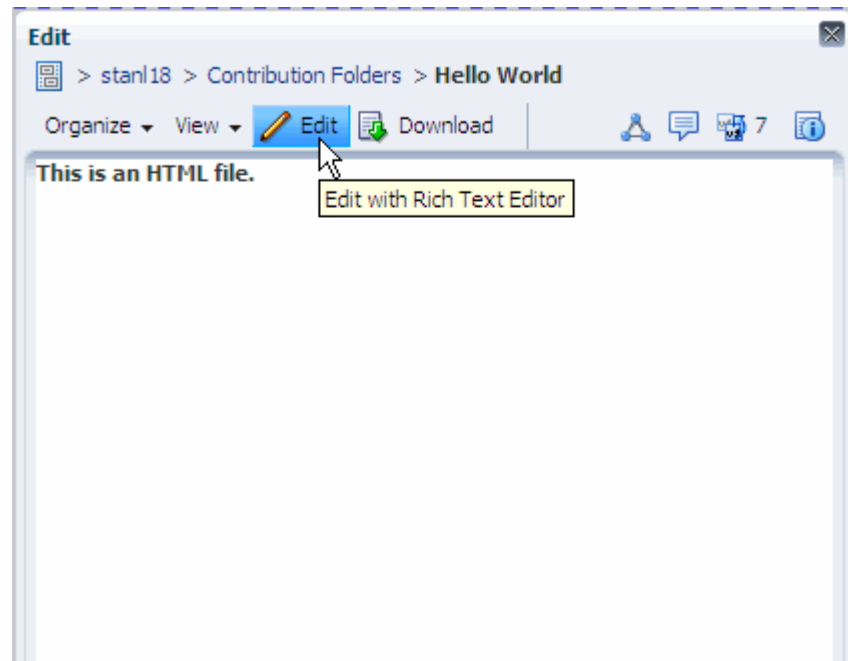 Edit
> stanl18 > Contribution Folders > Hello World
Organize View Edit Download 7
This is an HTML file.
Edit with Rich Text Editor